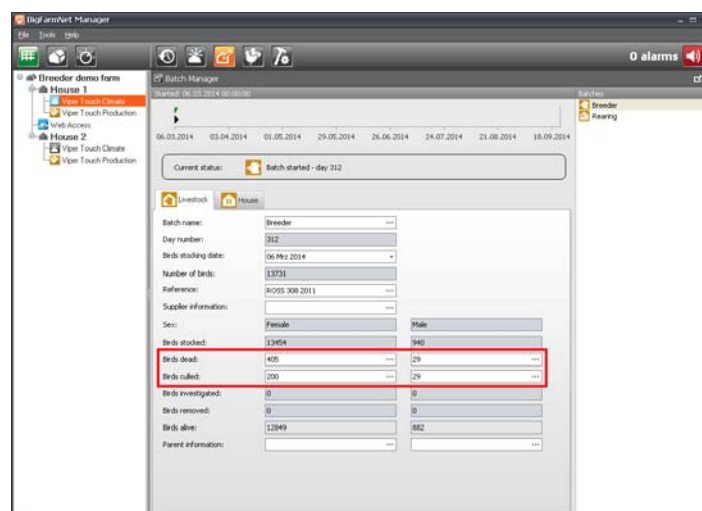 BigFarmNet Manager
File Tools Help
0 alarms
Breeder demo farm
House 1
Viper Touch Climate
Viper Touch Production
Web Access
House 2
Viper Touch Climate
Viper Touch Production
Batch Manager
Started: 06.03.2014 00:00:00
06.03.2014 03.04.2014 01.05.2014 29.05.2014 26.06.2014 24.07.2014 21.08.2014 18.09.2014
Current status: Batch started - day 312
Livestock House
Batch name: Breeder ...
Day number: 312
Birds stocking date: 06 Mrz 2014
Number of birds: 13731
Reference: ROSS 308 2011 ...
Supplier information: ...
Sex: Female Male
Birds stocked: 13454 940
Birds dead: 405 ... 29 ...
Birds culled: 200 ... 29 ...
Birds investigated: 0 0
Birds removed: 0 0
Birds alive: 12849 882
Parent information: ... ...
Batches
Breeder
Rearing